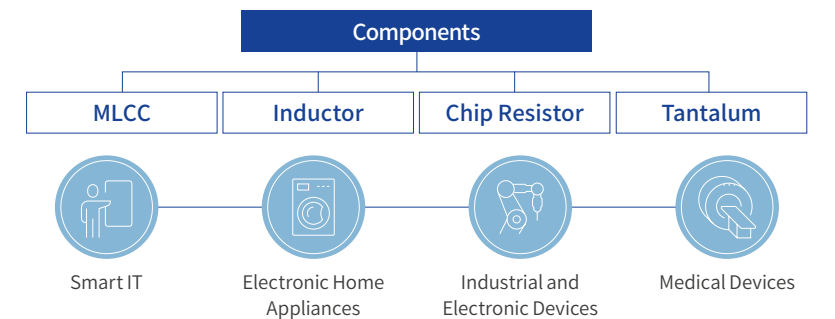 Components
MLCC
Inductor
Chip Resistor
Tantalum
Smart IT
Electronic Home
Appliances
Industrial and
Electronic Devices
Medical Devices